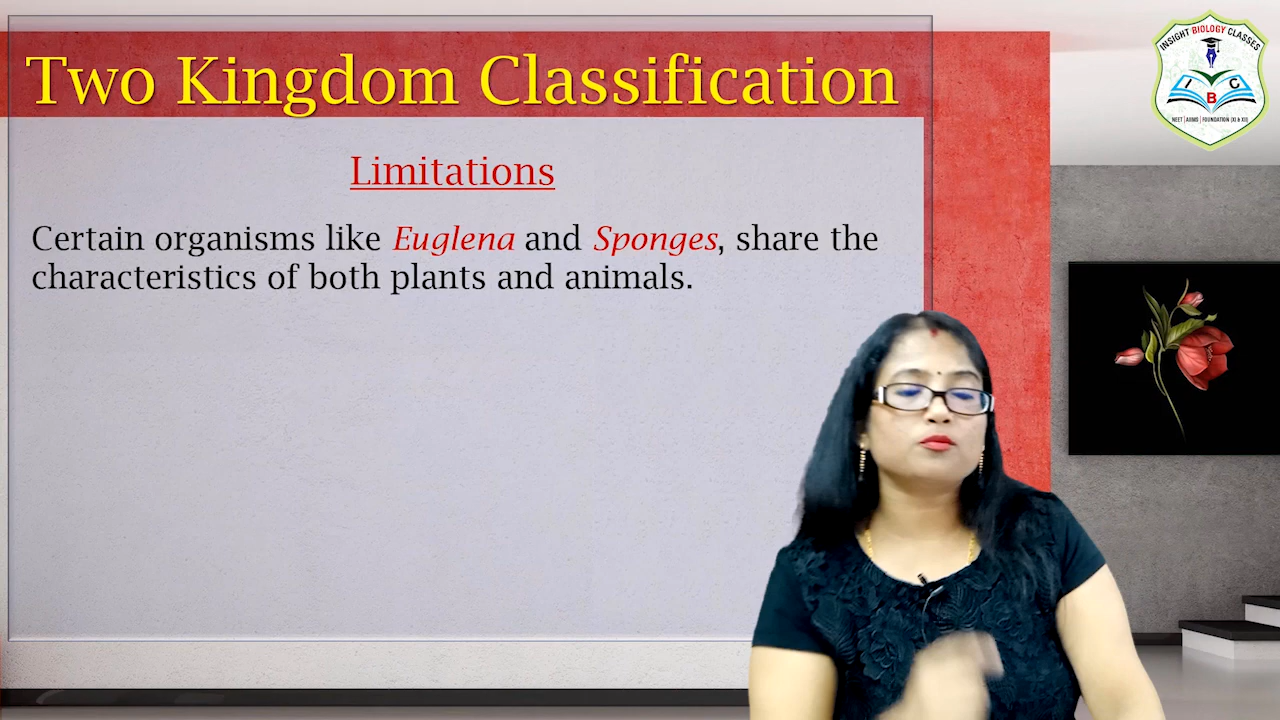 Two Kingdom Classification
Limitations
Certain organisms like Euglena and Sponges, share the
characteristics of both plants and animals.
INSIGHT BIOLOGY CLASSES
B C
NEET | AIIMS | FOUNDATION (XI & XII)